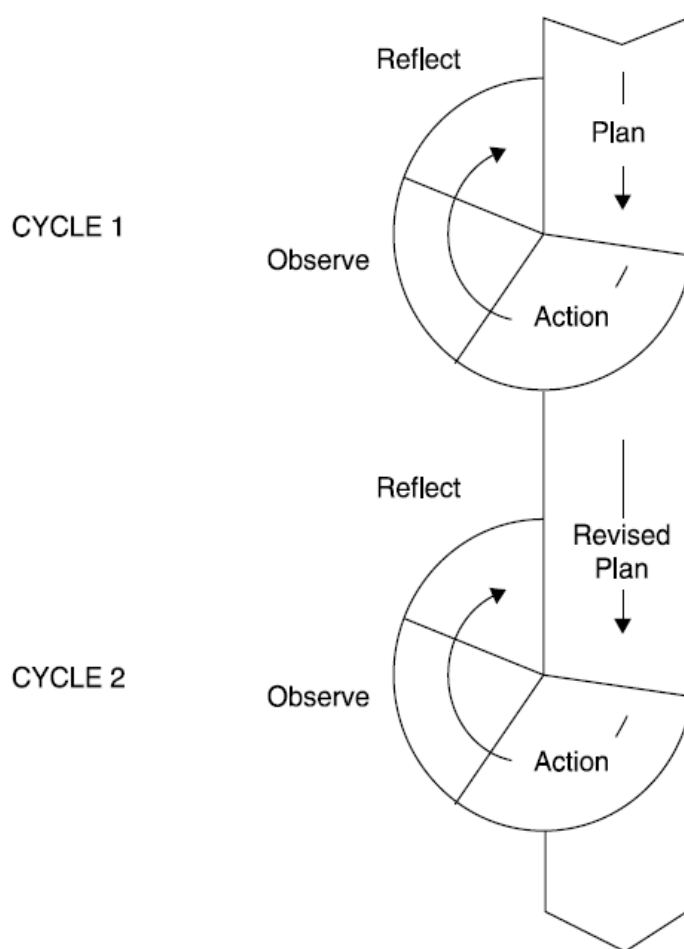 Reflect
Plan
CYCLE 1
Observe
Action
Reflect
Revised
Plan
CYCLE 2
Observe
Action